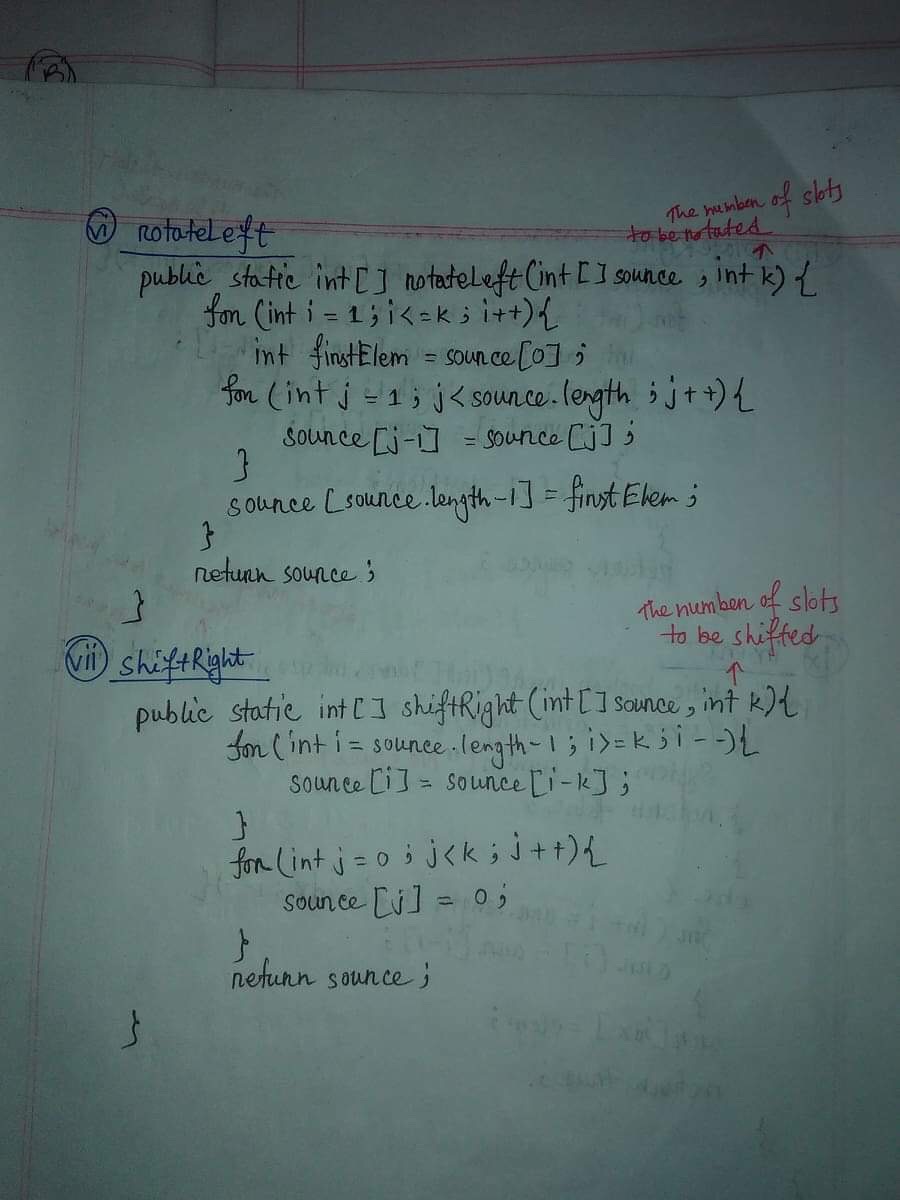 B
The number of slots
to be rotated
vi rotateLeft
public static int[] rotateLeft(int[] source, int k) {
for (int i = 1; i<=k; i++){
int firstElem = source[0];
for (int j = 1; j<source.length; j++){
source[j-1] = source[j];
}
source[source.length-1] = firstElem;
}
return source;
}
The number of slots
to be shifted
vii shiftRight
public static int[] shiftRight(int[] source, int k){
for (int i = source.length-1; i>=k; i--){
source[i] = source[i-k];
}
for (int j = 0; j<k; j++){
source[j] = 0;
}
return source;
}